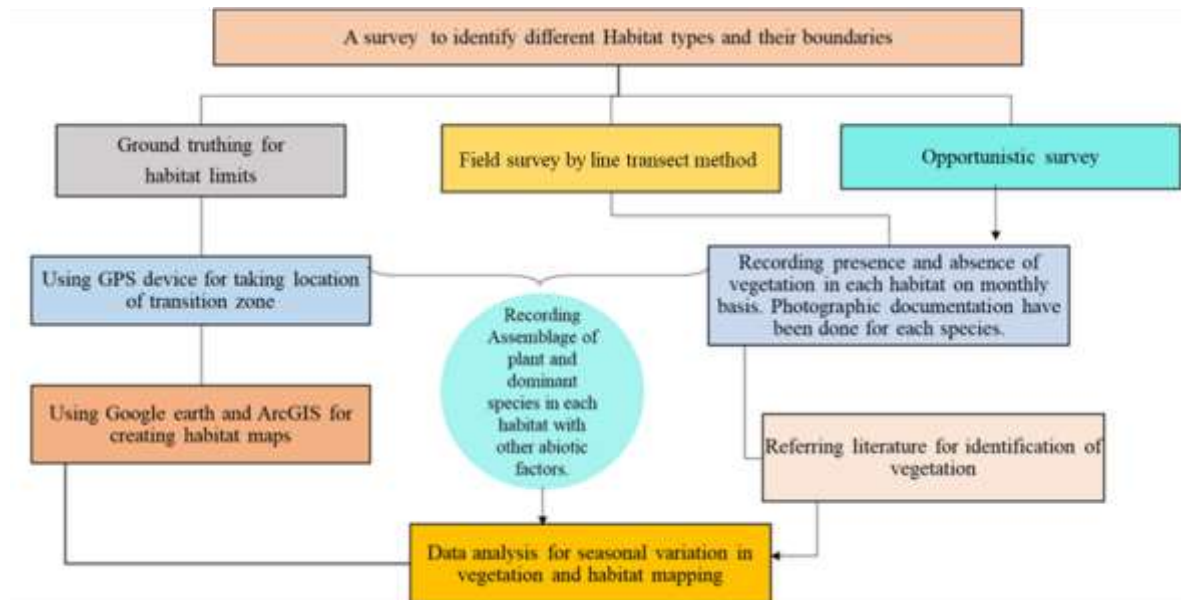 A survey to identify different Habitat types and their boundaries
Ground truthing for
habitat limits
Field survey by line transect method
Opportunistic survey
Using GPS device for taking location
of transition zone
Recording presence and absence of
vegetation in each habitat on monthly
basis. Photographic documentation have
been done for each species.
Recording
Assemblage of
plant and
dominant
species in each
habitat with
other abiotic
factors.
Using Google earth and ArcGIS for
creating habitat maps
Referring literature for identification of
vegetation
Data analysis for seasonal variation in
vegetation and habitat mapping